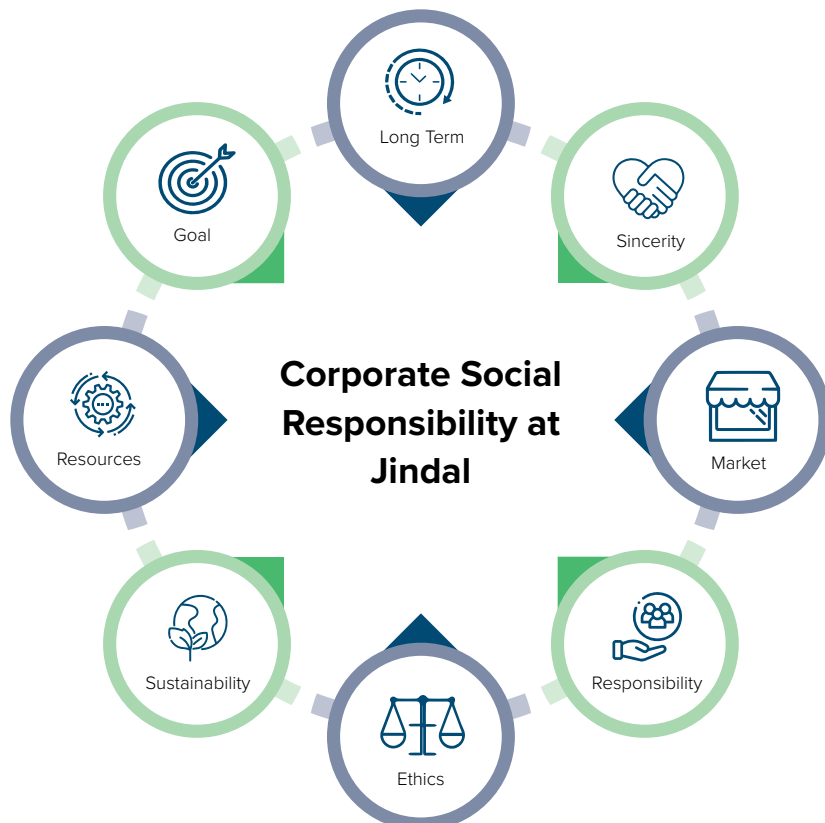 Long Term
Goal
Sincerity
Corporate Social
Responsibility at
Jindal
Resources
Market
Sustainability
Responsibility
Ethics